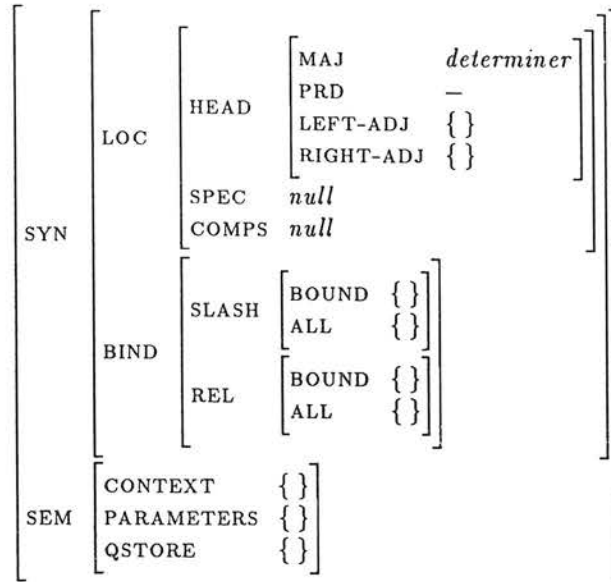 MAJ determiner
PRD –
HEAD
LEFT-ADJ { }
LOC
RIGHT-ADJ { }
SPEC null
SYN COMPS null
BOUND { }
SLASH
ALL { }
BIND
BOUND { }
REL
ALL { }
CONTEXT { }
SEM PARAMETERS { }
QSTORE { }